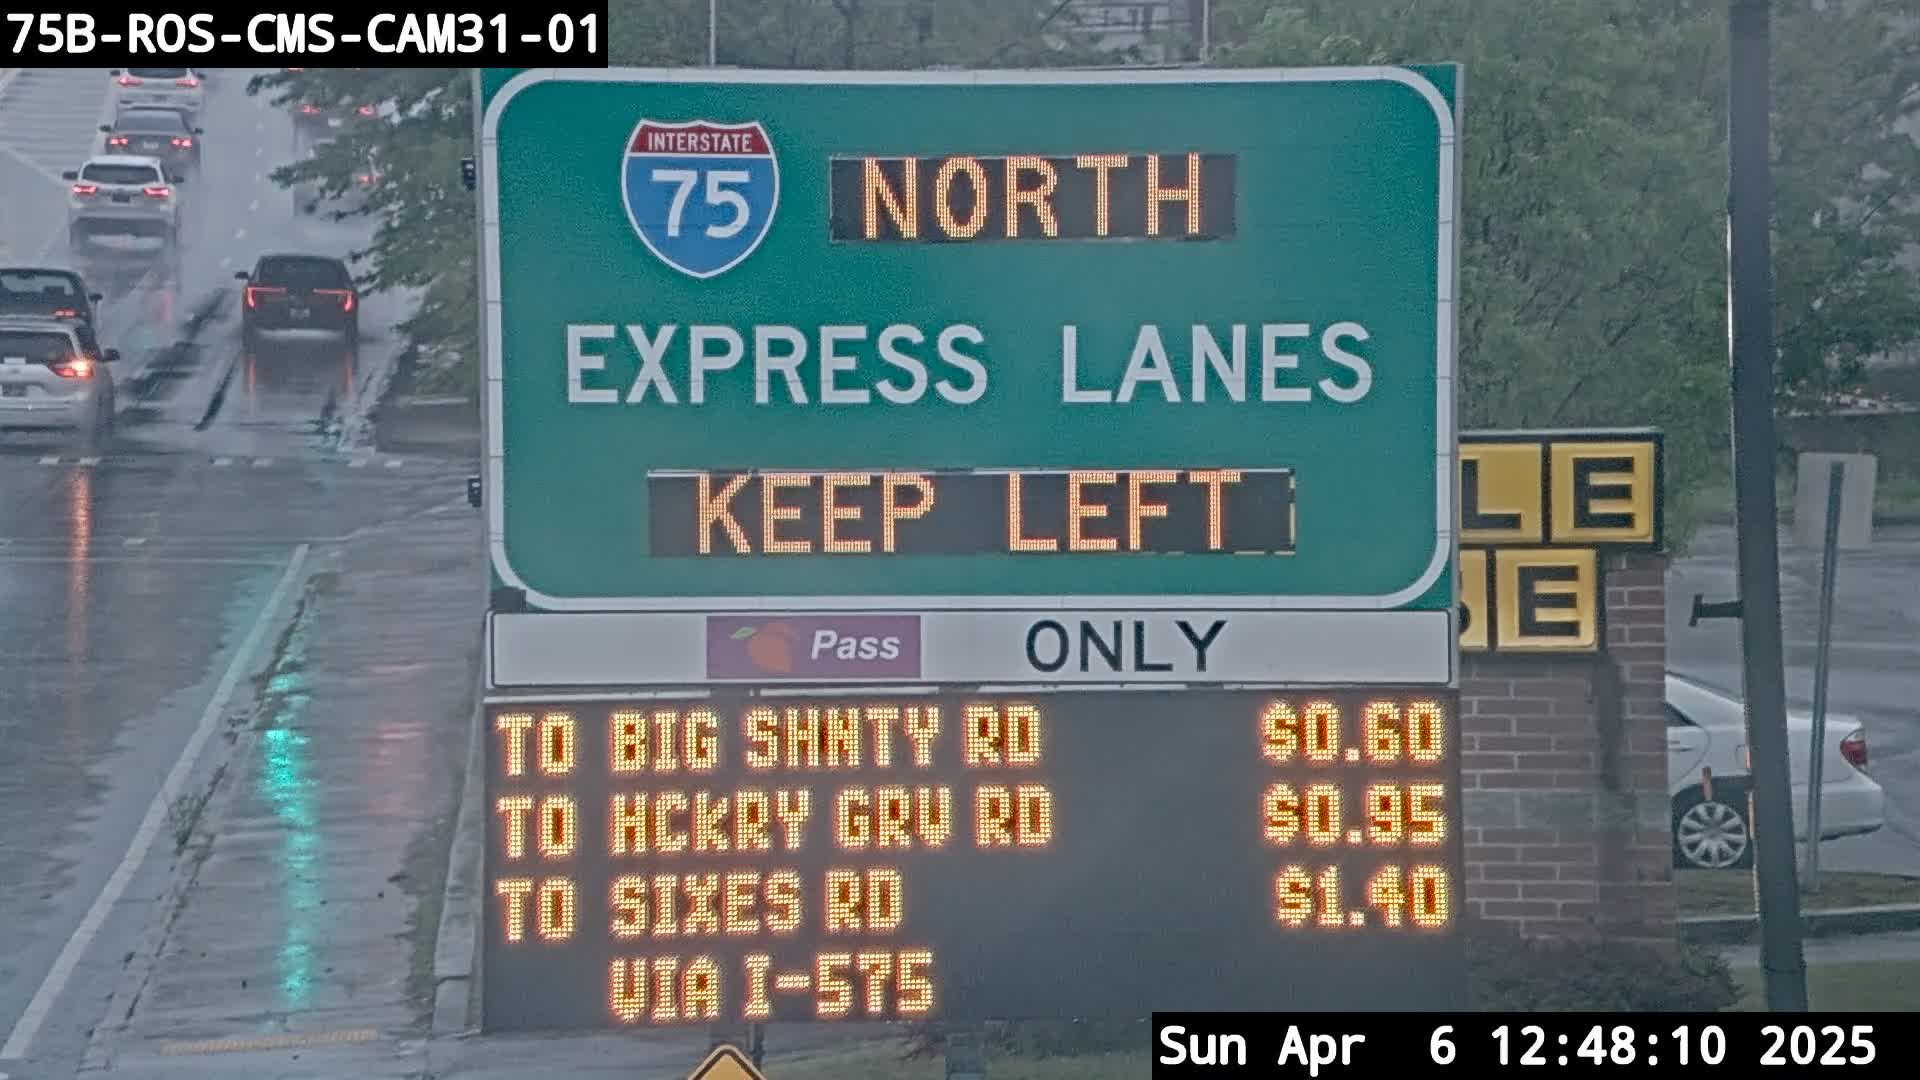 75B-ROS-CMS-CAM31-01
INTERSTATE
75
NORTH
EXPRESS LANES
KEEP LEFT
LE
E
Pass ONLY
TO BIG SHNTY RD $0.60
TO HCKRY GRV RD $0.95
TO SIXES RD $1.40
VIA I-575
Sun Apr 6 12:48:10 2025